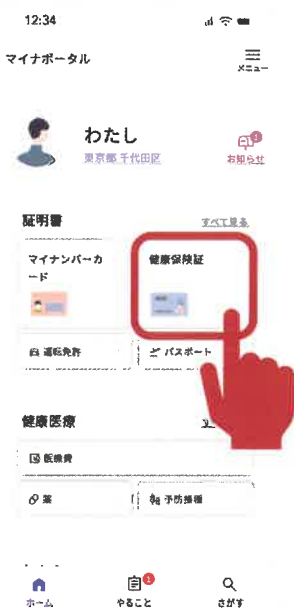 12:34
マイナポータル
メニュー
わたし
1
東京都 千代田区
お知らせ
証明書
すべて見る
マイナンバーカ
ード
健康保険証
運転免許
パスポート
健康医療
す
医療費
薬
予防接種
1
ホーム
やること
さがす